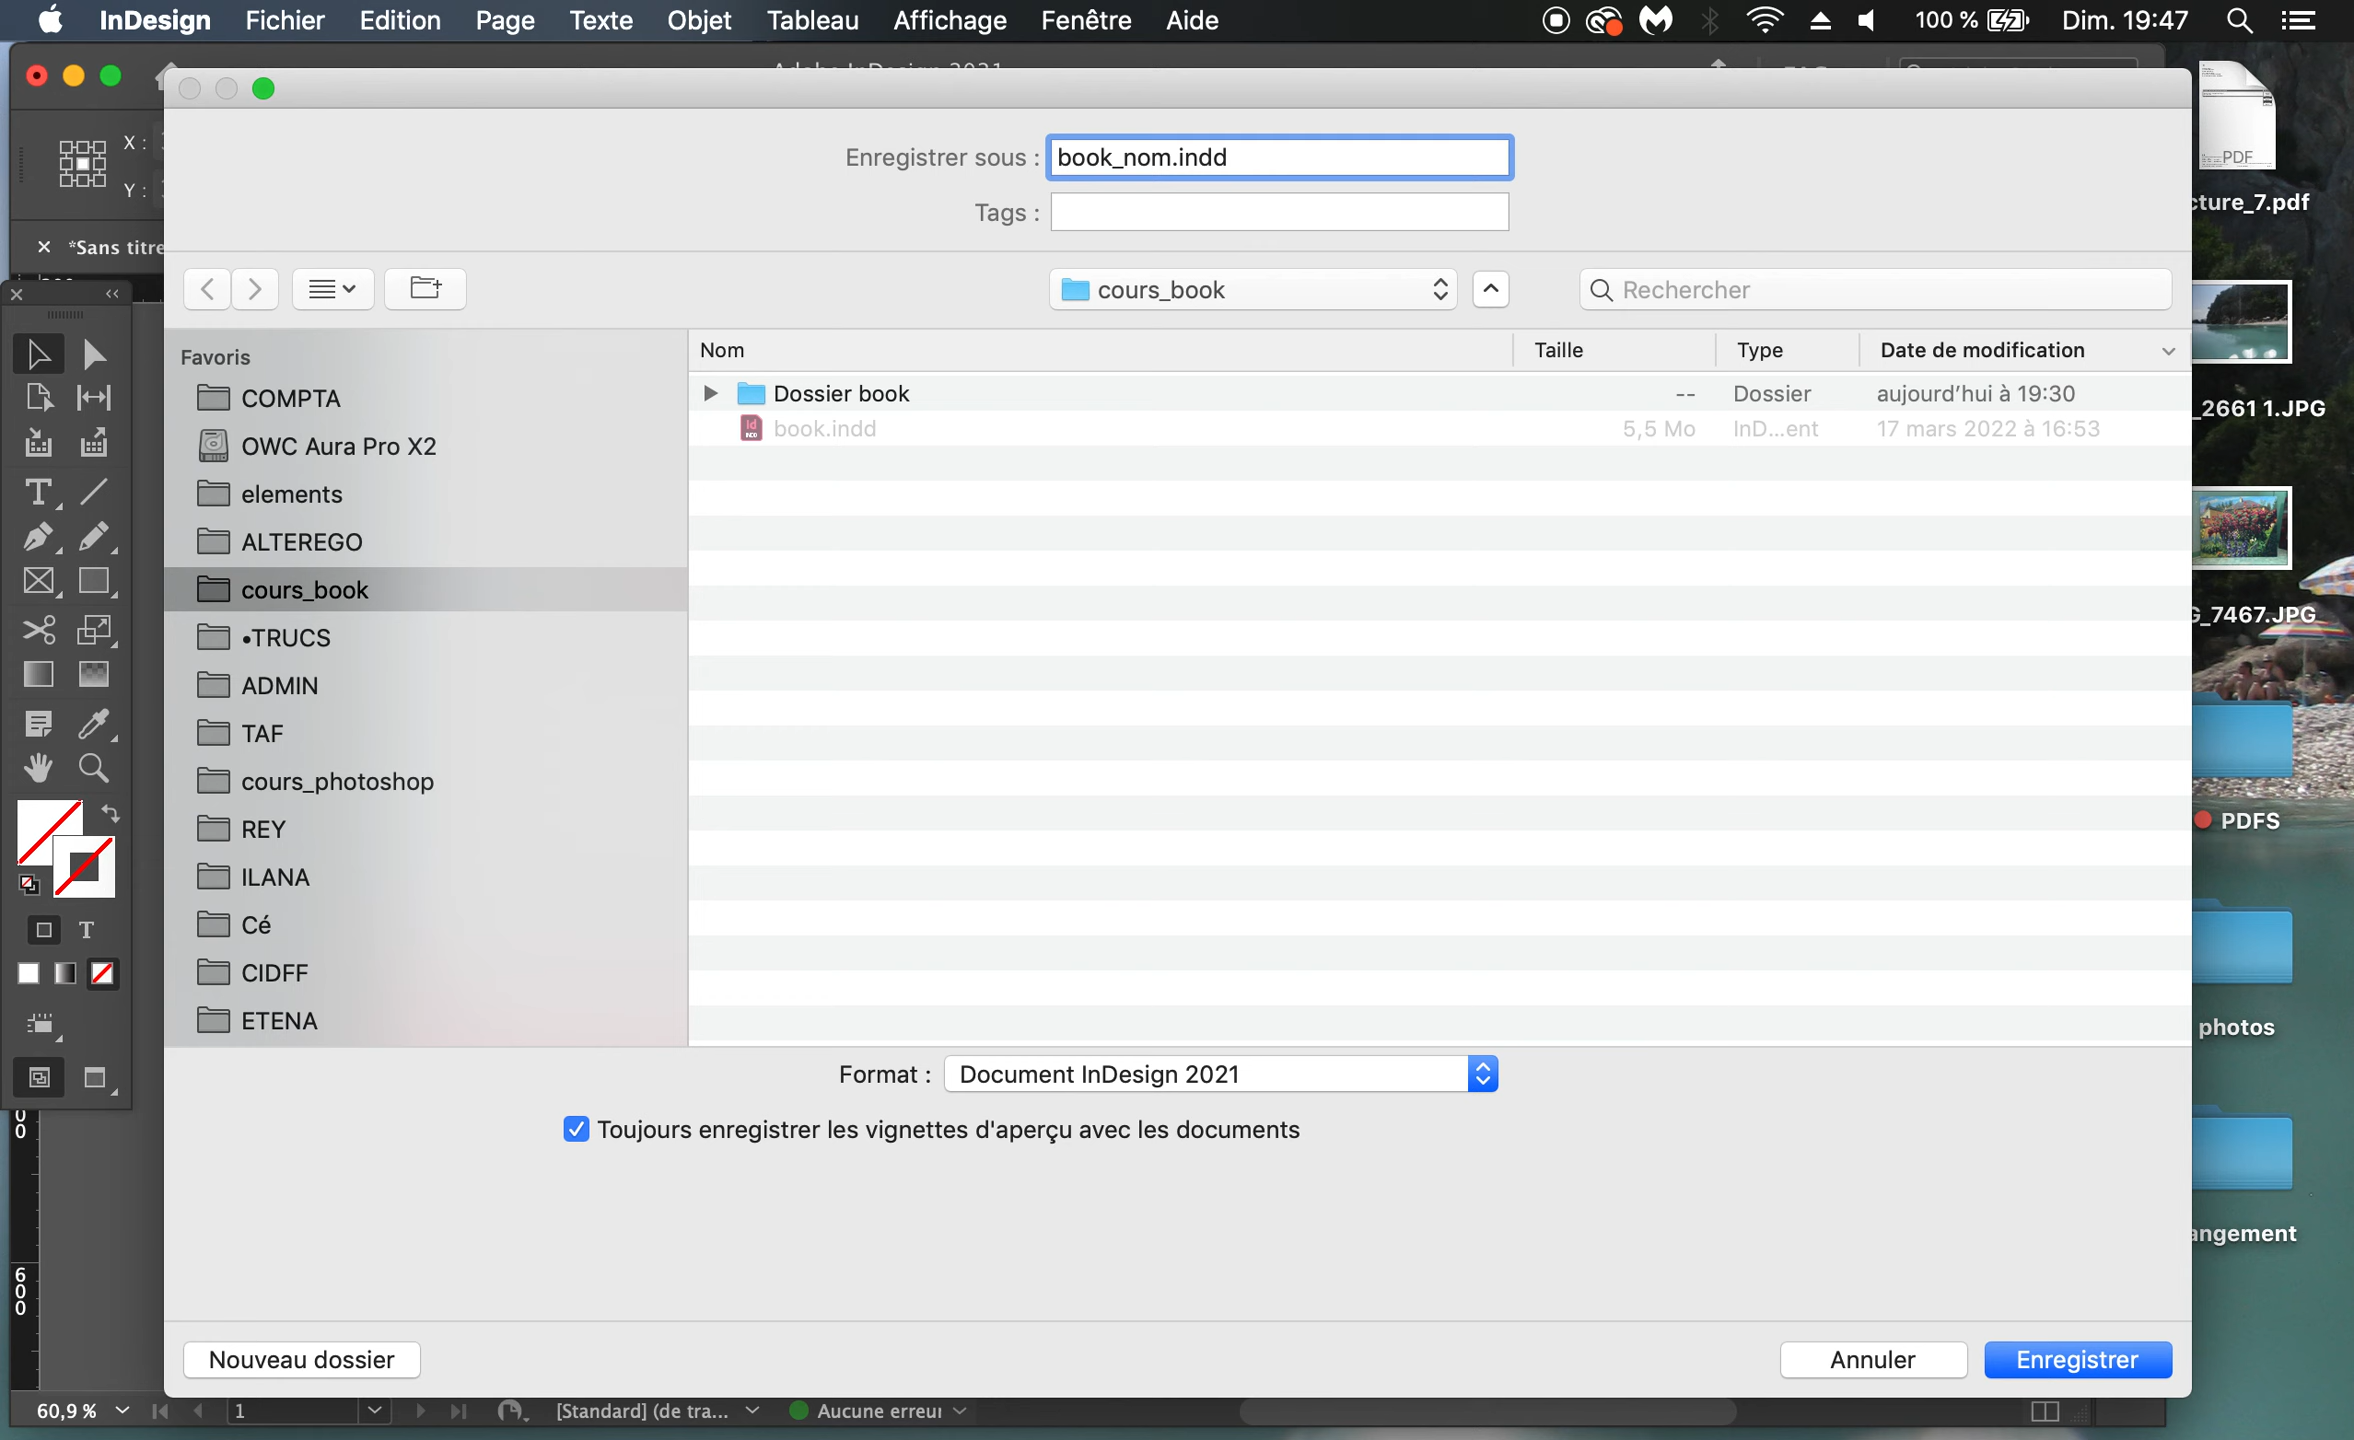 InDesign Fichier Edition Page Texte Objet Tableau Affichage Fenêtre Aide 100 % Dim. 19:47
Enregistrer sous : book_nom.indd
Tags :
X :
Y :
*Sans titre
cours_book
Rechercher
Favoris
COMPTA
OWC Aura Pro X2
elements
ALTEREGO
cours_book
•TRUCS
ADMIN
TAF
cours_photoshop
REY
ILANA
Cé
CIDFF
ETENA
Nom Taille Type Date de modification
Dossier book -- Dossier aujourd’hui à 19:30
book.indd 5,5 Mo InD...ent 17 mars 2022 à 16:53
Format : Document InDesign 2021
Toujours enregistrer les vignettes d'aperçu avec les documents
Nouveau dossier Annuler Enregistrer
60,9 % 1 [Standard] (de tra... Aucune erreur
600
PDF
cture_7.pdf
_2661 1.JPG
G_7467.JPG
PDFS
photos
angement